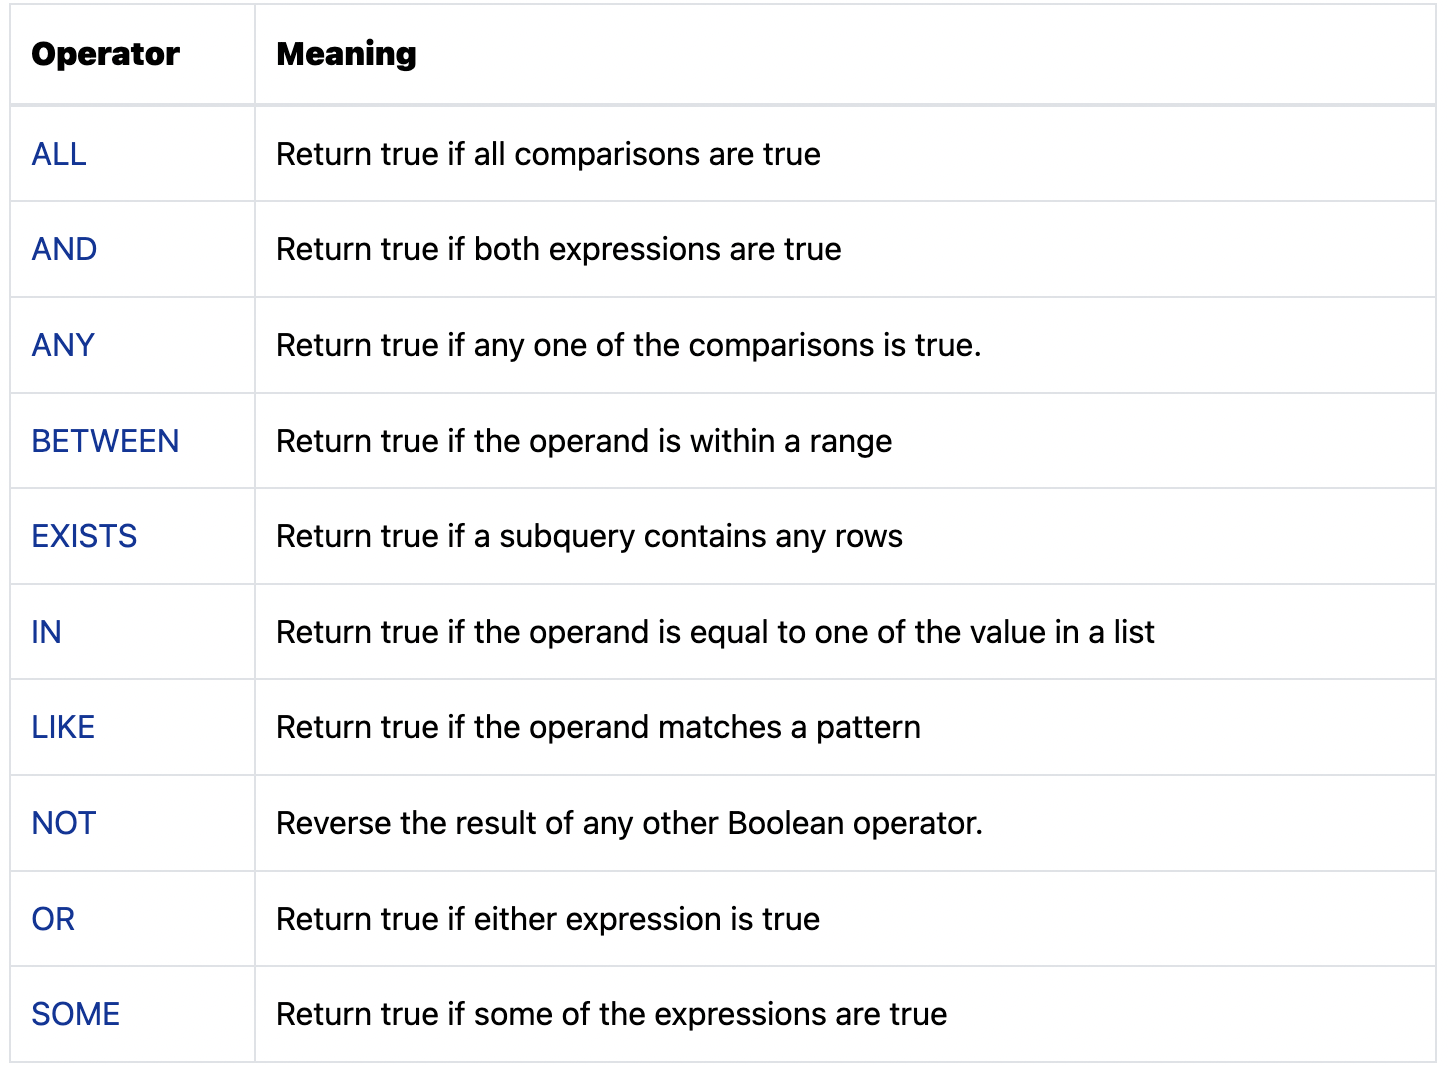 Operator Meaning
ALL Return true if all comparisons are true
AND Return true if both expressions are true
ANY Return true if any one of the comparisons is true.
BETWEEN Return true if the operand is within a range
EXISTS Return true if a subquery contains any rows
IN Return true if the operand is equal to one of the value in a list
LIKE Return true if the operand matches a pattern
NOT Reverse the result of any other Boolean operator.
OR Return true if either expression is true
SOME Return true if some of the expressions are true